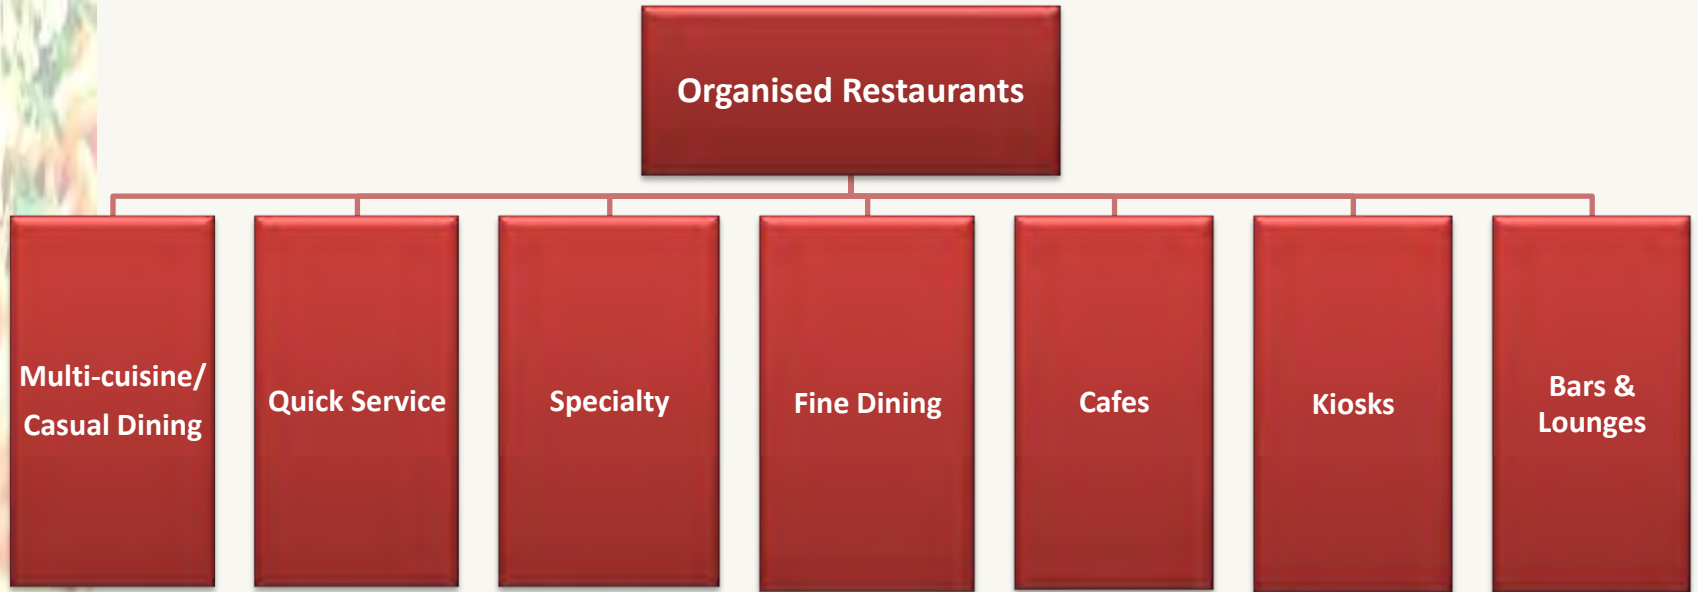 Organised Restaurants
Multi-cuisine/
Casual Dining
Quick Service
Specialty
Fine Dining
Cafes
Kiosks
Bars &
Lounges